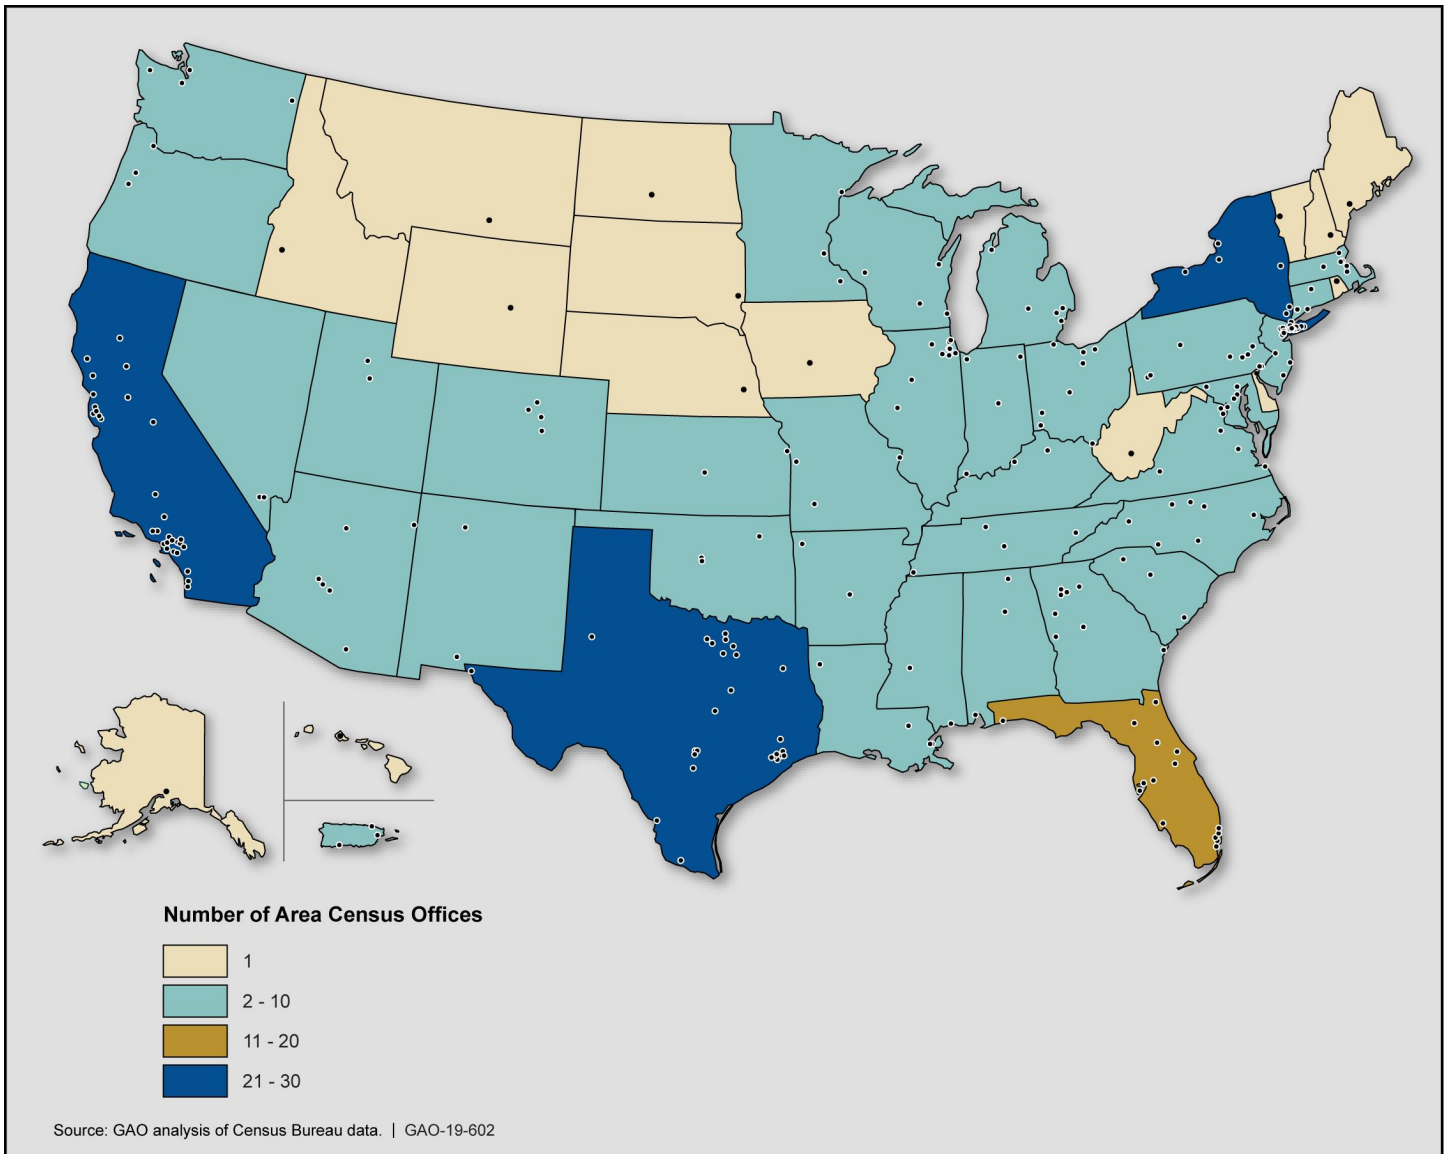 Number of Area Census Offices
1
2 - 10
11 - 20
21 - 30
Source: GAO analysis of Census Bureau data. | GAO-19-602